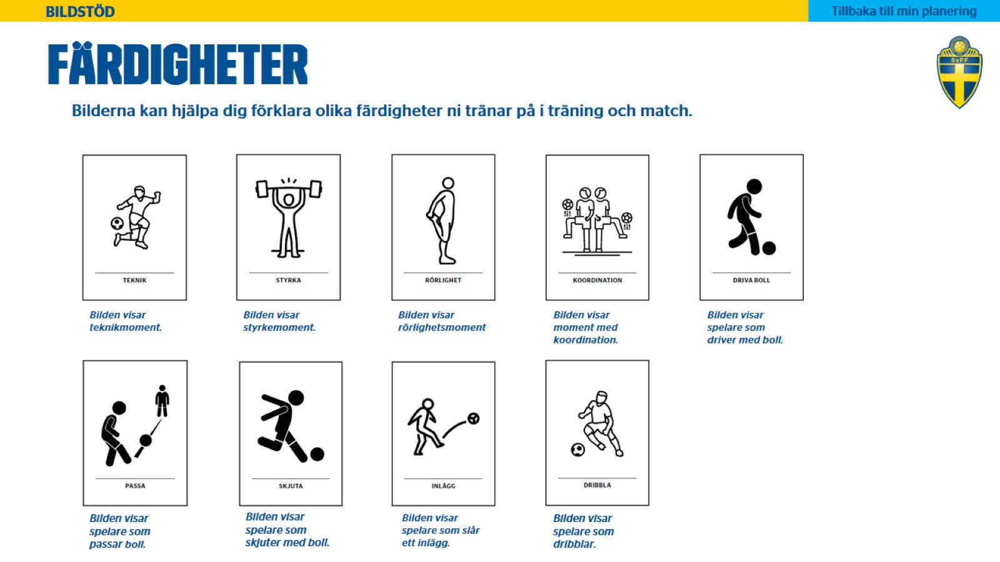 BILDSTÖD
Tillbaka till min planering
FÄRDIGHETER
SvFF
Bilderna kan hjälpa dig förklara olika färdigheter ni tränar på i träning och match.
TEKNIK
STYRKA
RÖRLIGHET
KOORDINATION
DRIVA BOLL
Bilden visar
teknikmoment.
Bilden visar
styrkemoment.
Bilden visar
rörlighetsmoment
Bilden visar
moment med
koordination.
Bilden visar
spelare som
driver med boll.
PASSA
SKJUTA
INLÄGG
DRIBBLA
Bilden visar
spelare som
passar boll.
Bilden visar
spelare som
skjuter med boll.
Bilden visar
spelare som slår
ett inlägg.
Bilden visar
spelare som
dribblar.